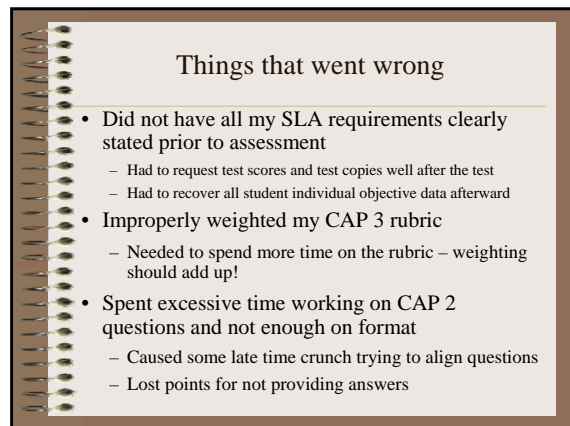 Things that went wrong
• Did not have all my SLA requirements clearly
stated prior to assessment
– Had to request test scores and test copies well after the test
– Had to recover all student individual objective data afterward
• Improperly weighted my CAP 3 rubric
– Needed to spend more time on the rubric – weighting
should add up!
• Spent excessive time working on CAP 2
questions and not enough on format
– Caused some late time crunch trying to align questions
– Lost points for not providing answers